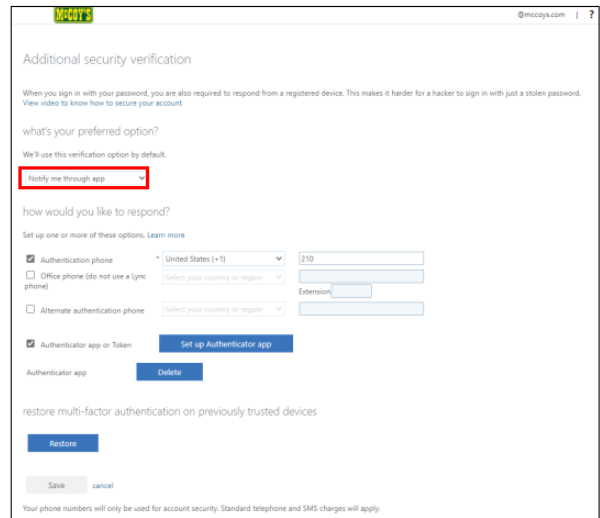 McCOY'S
@mccoys.com | ?
Additional security verification
When you sign in with your password, you are also required to respond from a registered device. This makes it harder for a hacker to sign in with just a stolen password.
View video to know how to secure your account
what's your preferred option?
We'll use this verification option by default.
Notify me through app
how would you like to respond?
Set up one or more of these options. Learn more
Authentication phone * United States (+1) 210
Office phone (do not use a Lync Select your country or region
phone) Extension
Alternate authentication phone Select your country or region
Authenticator app or Token Set up Authenticator app
Authenticator app Delete
restore multi-factor authentication on previously trusted devices
Restore
Save cancel
Your phone numbers will only be used for account security. Standard telephone and SMS charges will apply.